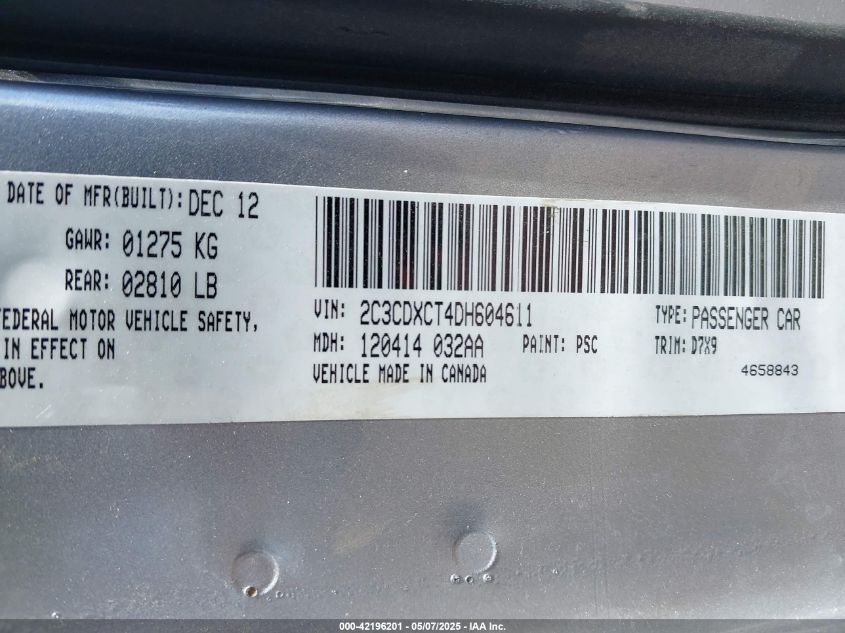 DATE OF MFR(BUILT): DEC 12
GAWR: 01275 KG
REAR: 02810 LB
FEDERAL MOTOR VEHICLE SAFETY,
IN EFFECT ON
ABOVE.
VIN: 2C3CDXCT4DH604611
TYPE: PASSENGER CAR
MDH: 120414 032AA
PAINT: PSC
TRIM: D7X9
VEHICLE MADE IN CANADA
4658843
000-42196201 - 05/07/2025 - IAA Inc.